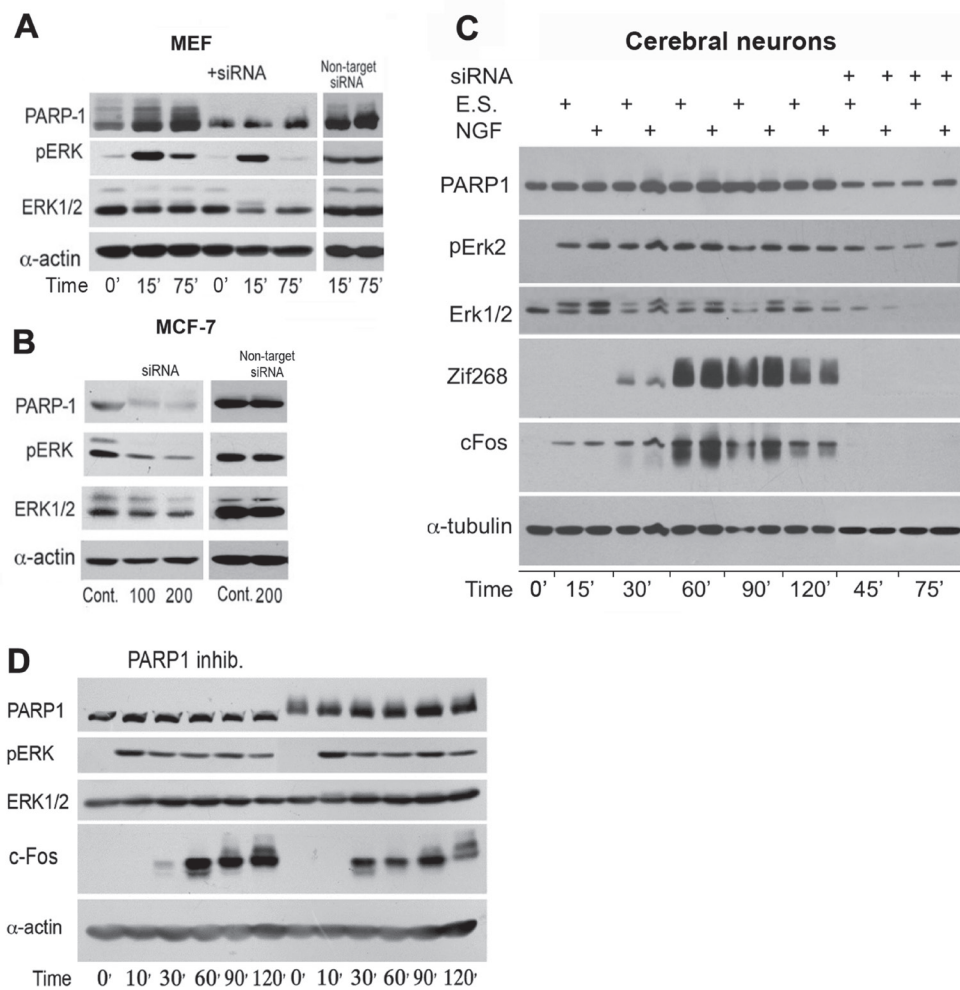 A
MEF
+siRNA
Non-target
siRNA
PARP-1
pERK
ERK1/2
α-actin
Time 0' 15' 75' 0' 15' 75' 15' 75'
B
MCF-7
siRNA
Non-target
siRNA
PARP-1
pERK
ERK1/2
α-actin
Cont. 100 200 Cont. 200
C
Cerebral neurons
siRNA + + + +
E.S. + + + + + + +
NGF + + + + + + +
PARP1
pErk2
Erk1/2
Zif268
cFos
α-tubulin
Time 0' 15' 30' 60' 90' 120' 45' 75'
D
PARP1 inhib.
PARP1
pERK
ERK1/2
c-Fos
α-actin
Time 0' 10' 30' 60' 90' 120' 0' 10' 30' 60' 90' 120'